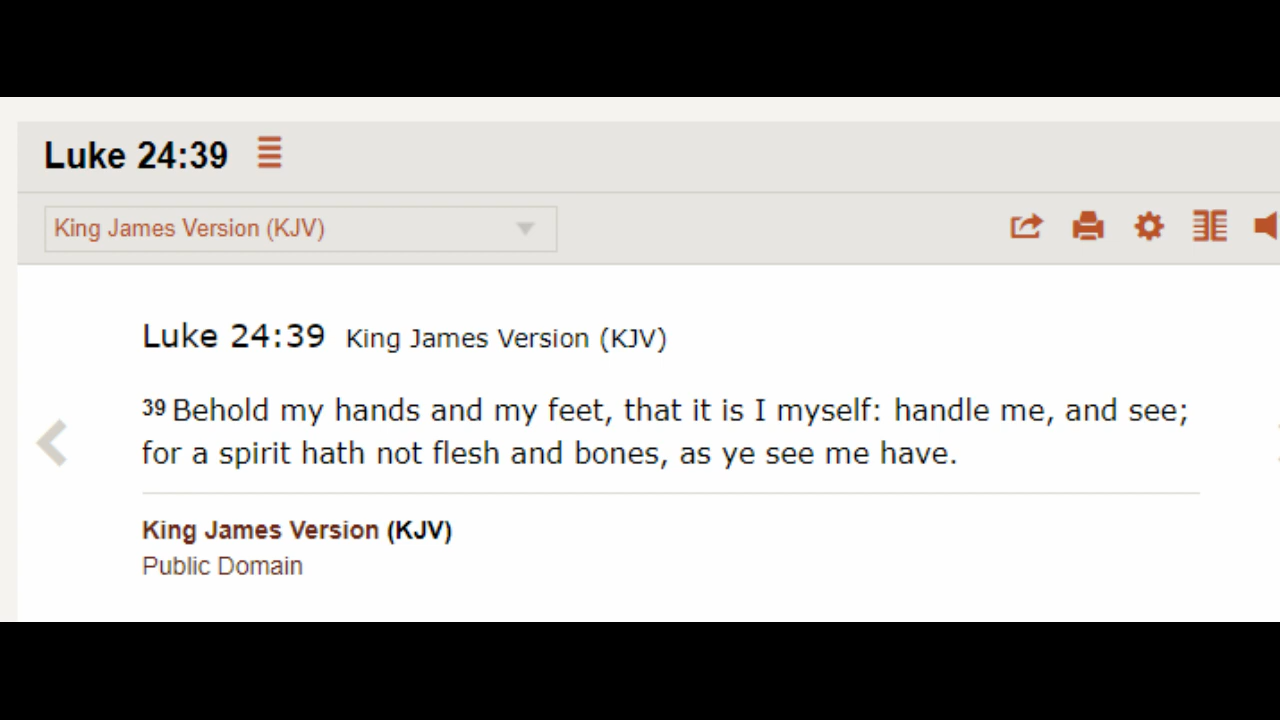 Luke 24:39
King James Version (KJV)
Luke 24:39 King James Version (KJV)
39 Behold my hands and my feet, that it is I myself: handle me, and see;
for a spirit hath not flesh and bones, as ye see me have.
King James Version (KJV)
Public Domain